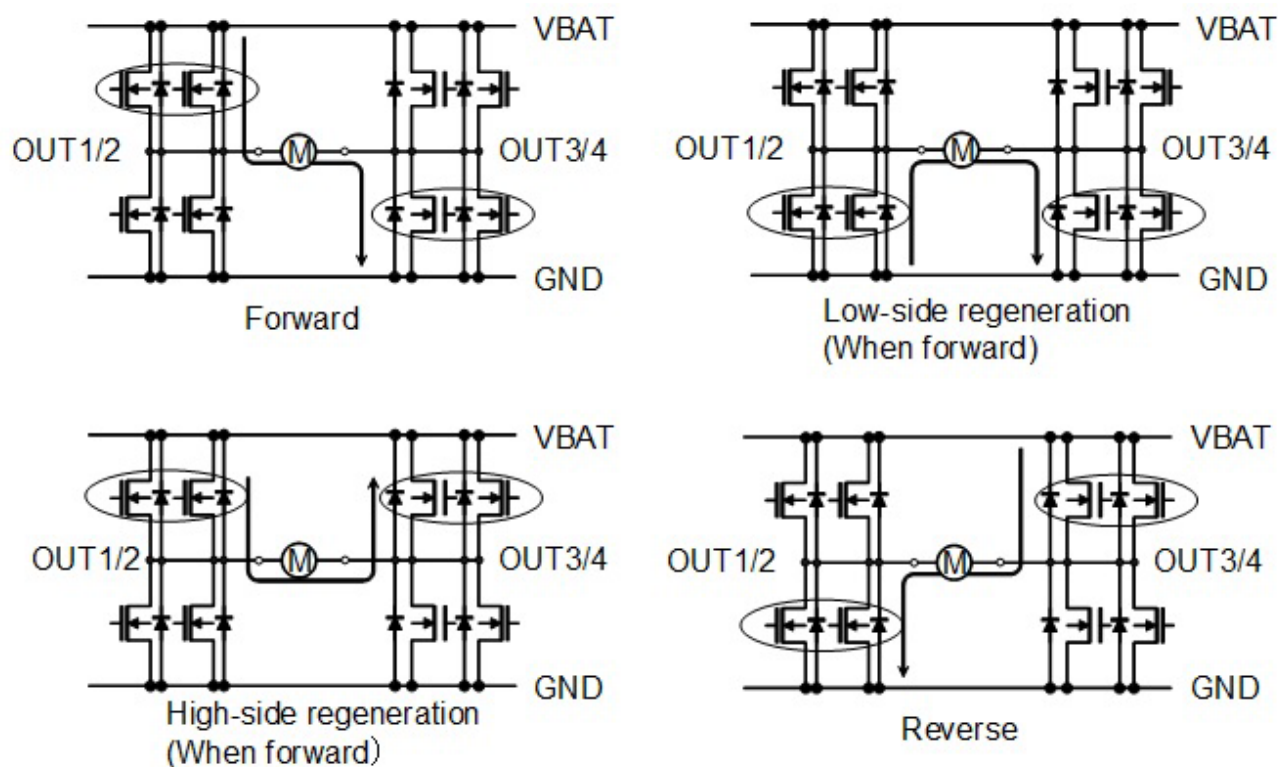 VBAT
OUT1/2
M
OUT3/4
GND
Forward
VBAT
OUT1/2
M
OUT3/4
GND
Low-side regeneration
(When forward)
VBAT
OUT1/2
M
OUT3/4
GND
High-side regeneration
(When forward）
VBAT
OUT1/2
M
OUT3/4
GND
Reverse